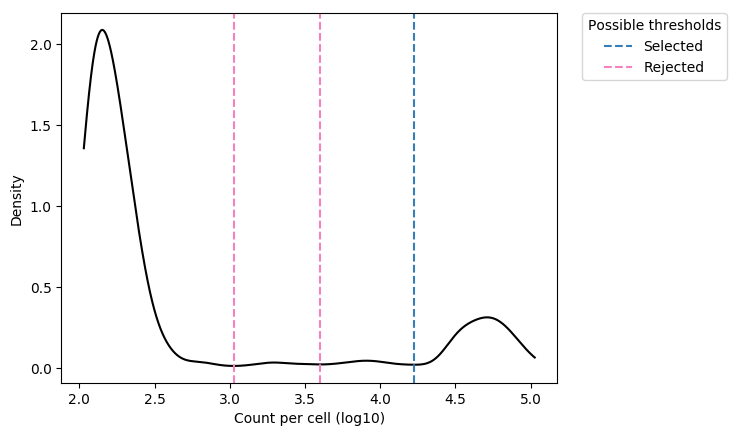 Possible thresholds
Selected
Rejected
2.0
1.5
1.0
0.5
0.0
Density
2.0 2.5 3.0 3.5 4.0 4.5 5.0
Count per cell (log10)